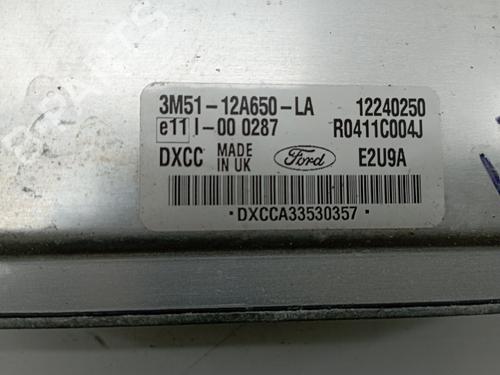 3M51-12A650-LA 12240250
e11 I-00 0287 R0411C004J
DXCC MADE IN UK Ford E2U9A
DXCCA33530357